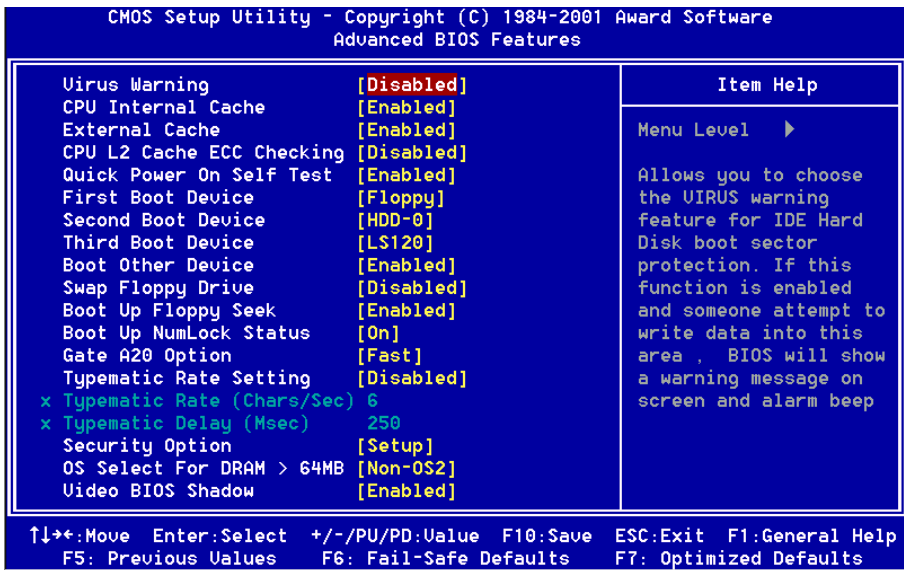 CMOS Setup Utility - Copyright (C) 1984-2001 Award Software
Advanced BIOS Features
Virus Warning [Disabled]
CPU Internal Cache [Enabled]
External Cache [Enabled]
CPU L2 Cache ECC Checking [Disabled]
Quick Power On Self Test [Enabled]
First Boot Device [Floppy]
Second Boot Device [HDD-0]
Third Boot Device [LS120]
Boot Other Device [Enabled]
Swap Floppy Drive [Disabled]
Boot Up Floppy Seek [Enabled]
Boot Up NumLock Status [On]
Gate A20 Option [Fast]
Typematic Rate Setting [Disabled]
x Typematic Rate (Chars/Sec) 6
x Typematic Delay (Msec) 250
Security Option [Setup]
OS Select For DRAM > 64MB [Non-OS2]
Video BIOS Shadow [Enabled]
Item Help
Menu Level ▶
Allows you to choose
the VIRUS warning
feature for IDE Hard
Disk boot sector
protection. If this
function is enabled
and someone attempt to
write data into this
area , BIOS will show
a warning message on
screen and alarm beep
↑↓→←:Move Enter:Select +/-/PU/PD:Value F10:Save ESC:Exit F1:General Help
F5: Previous Values F6: Fail-Safe Defaults F7: Optimized Defaults